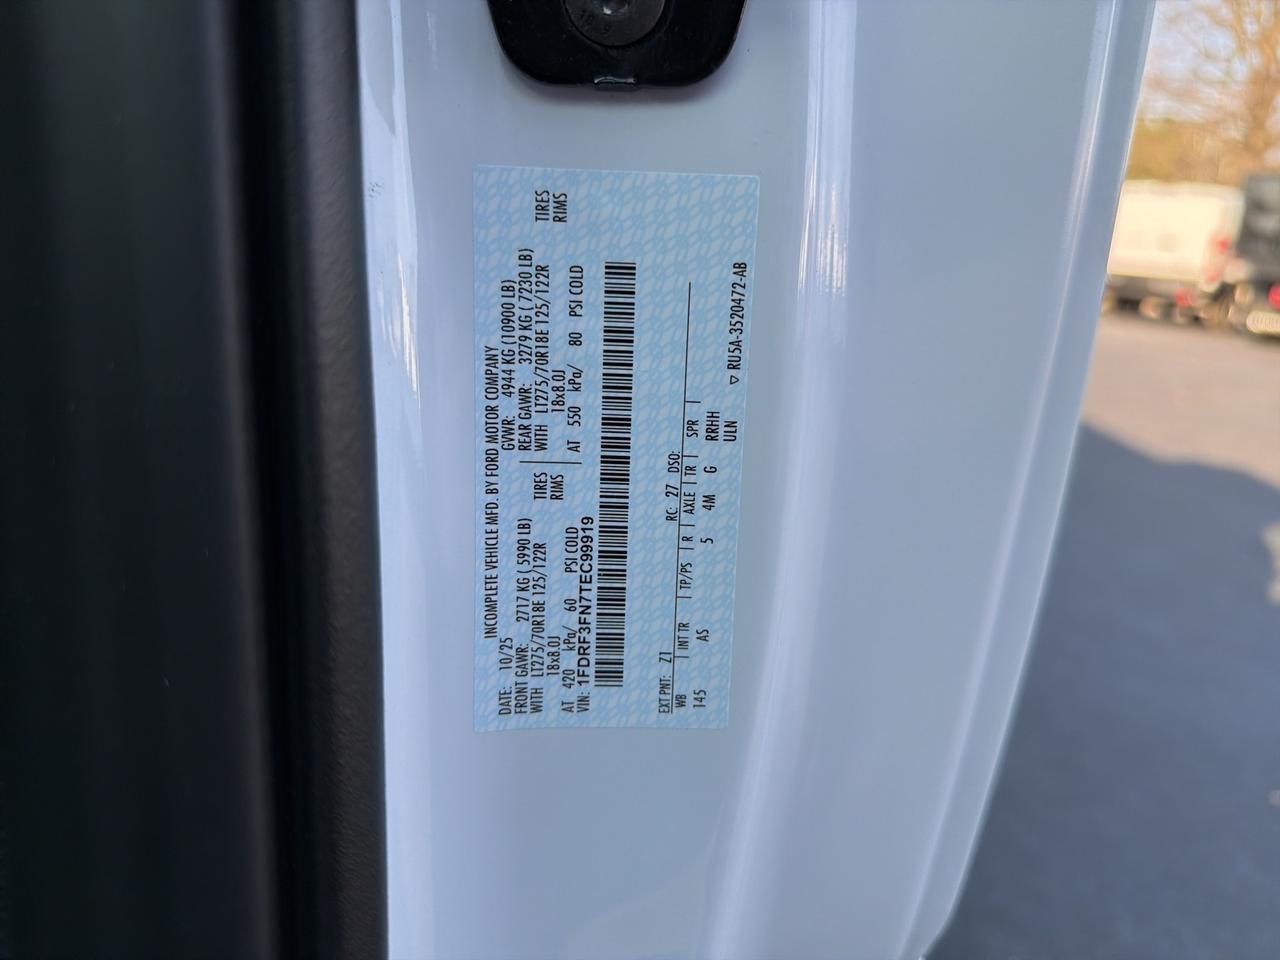 INCOMPLETE VEHICLE MFD. BY FORD MOTOR COMPANY
DATE: 10/25 GVWR: 4944 KG (10900 LB)
FRONT GAWR: 2717 KG ( 5990 LB) REAR GAWR: 3279 KG ( 7230 LB)
WITH LT275/70R18E 125/122R TIRES WITH LT275/70R18E 125/122R TIRES
18x8.0J RIMS 18x8.0J RIMS
AT 420 kPa/ 60 PSI COLD AT 550 kPa/ 80 PSI COLD
VIN: 1FDRF3FN7TEC99919
EXT PNT: Z1 RC: 27 DSO:
WB INT TR TP/PS R AXLE TR SPR
145 AS 5 4M G RRHH
ULN
▽ RU5A-3520472-AB